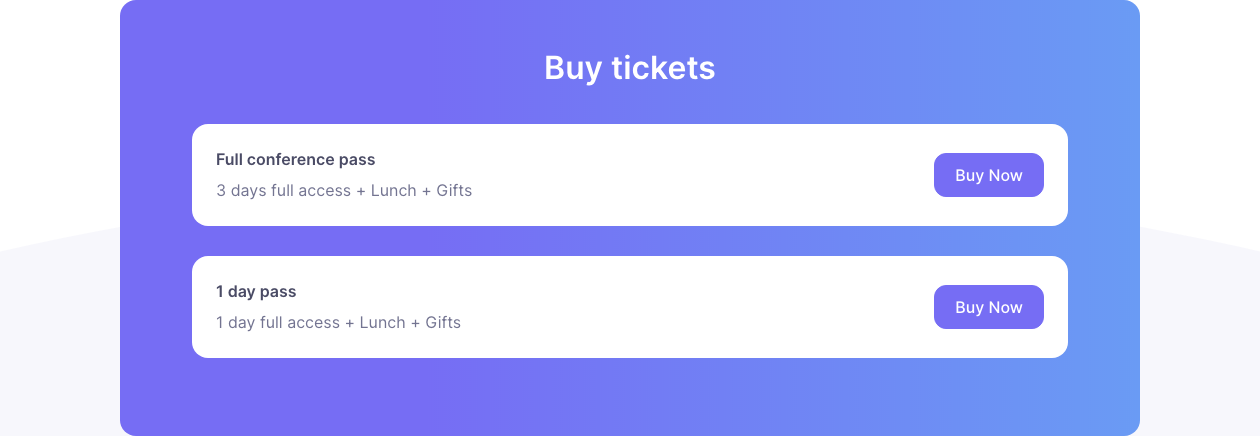 Buy tickets
Full conference pass
3 days full access + Lunch + Gifts
Buy Now
1 day pass
1 day full access + Lunch + Gifts
Buy Now